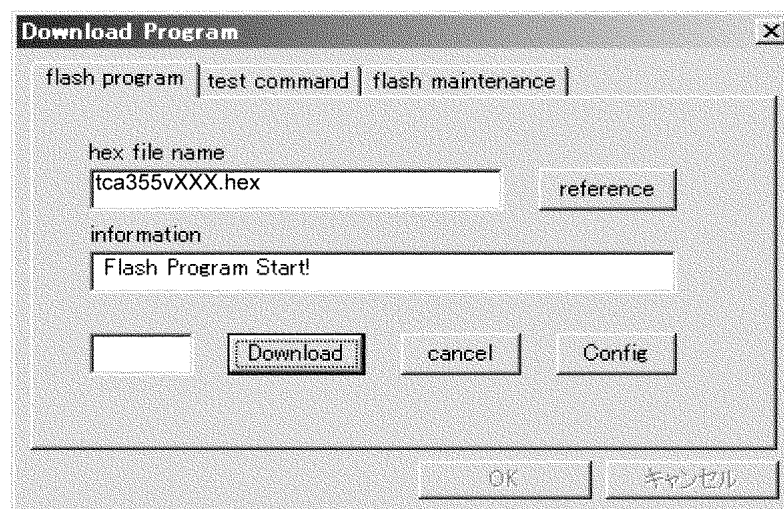 Download Program
flash program test command flash maintenance
hex file name
tca355vXXX.hex reference
information
Flash Program Start!
Download cancel Config
OK キャンセル